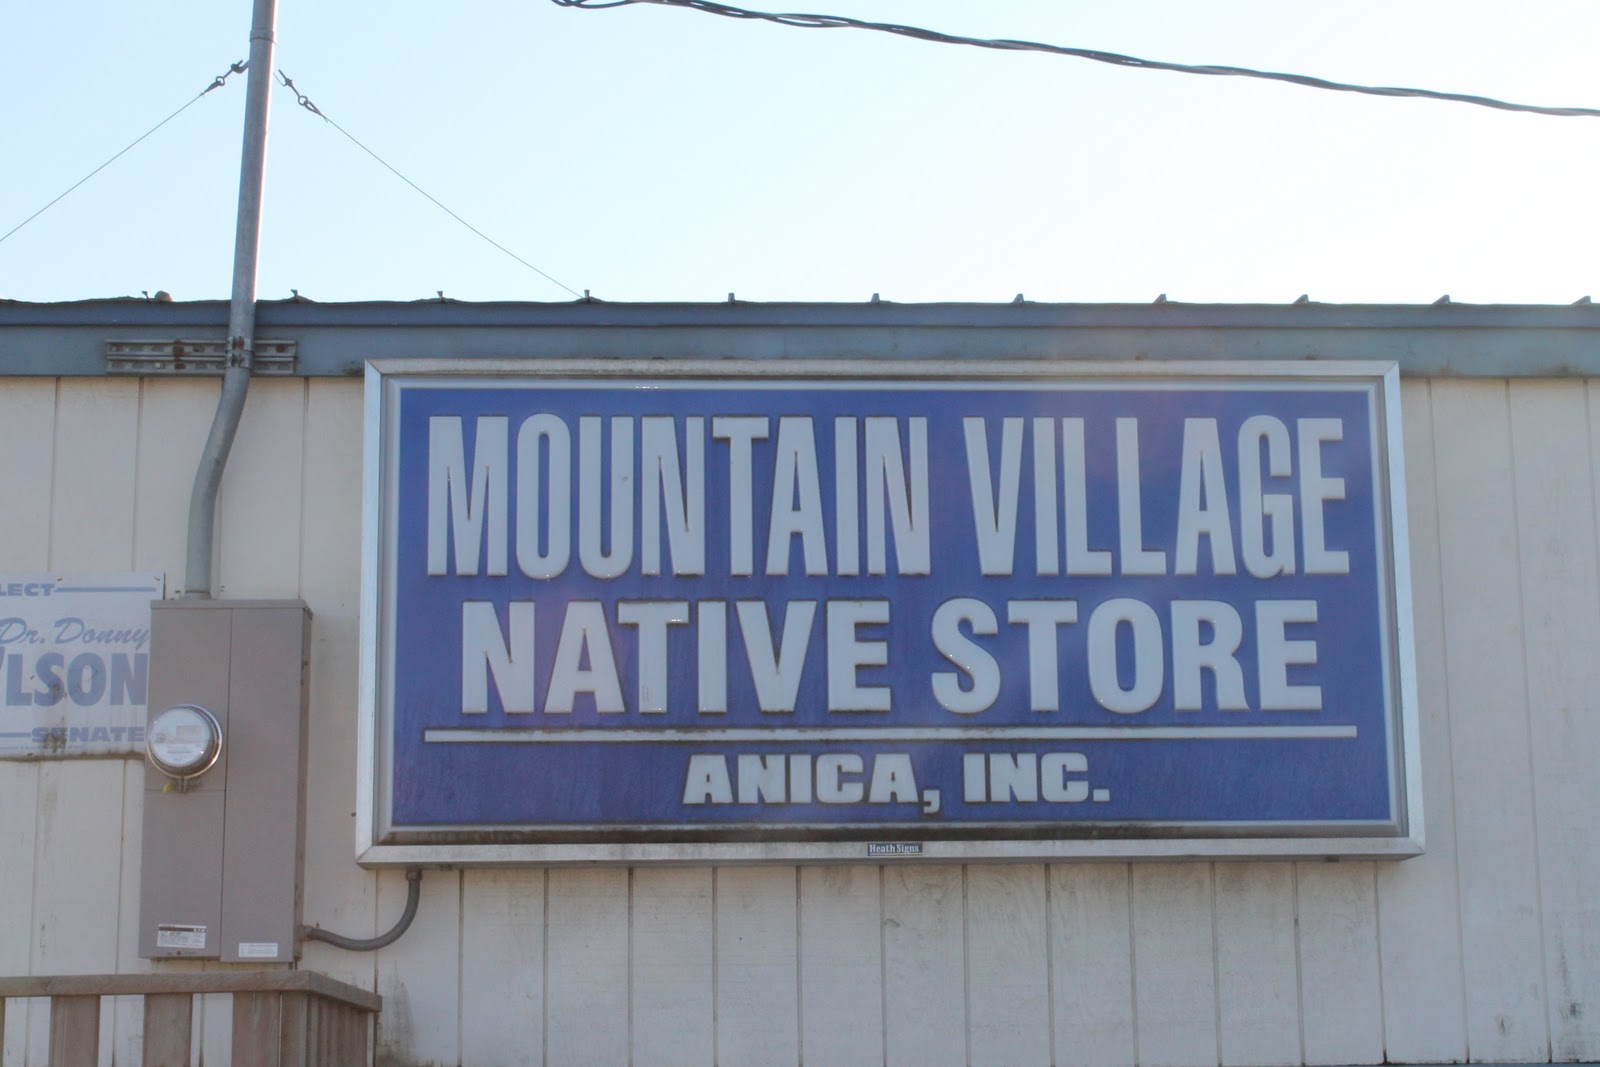 MOUNTAIN VILLAGE
NATIVE STORE
ANICA, INC.
Heath Signs
LECT
Dr. Donny
LSON
SENATE